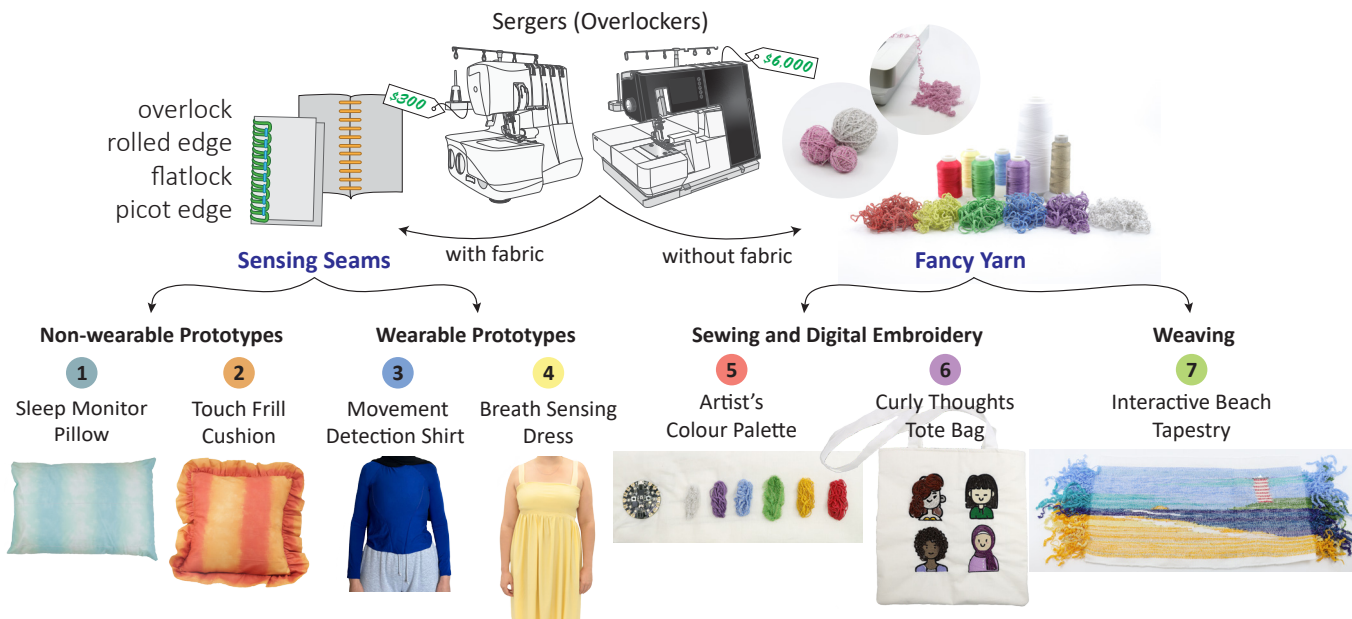 Sergers (Overlockers)
$300
$6,000
overlock
rolled edge
flatlock
picot edge
with fabric
without fabric
Sensing Seams
Fancy Yarn
Non-wearable Prototypes
Wearable Prototypes
Sewing and Digital Embroidery
Weaving
1
2
3
4
5
6
7
Sleep Monitor
Pillow
Touch Frill
Cushion
Movement
Detection Shirt
Breath Sensing
Dress
Artist's
Colour Palette
Curly Thoughts
Tote Bag
Interactive Beach
Tapestry